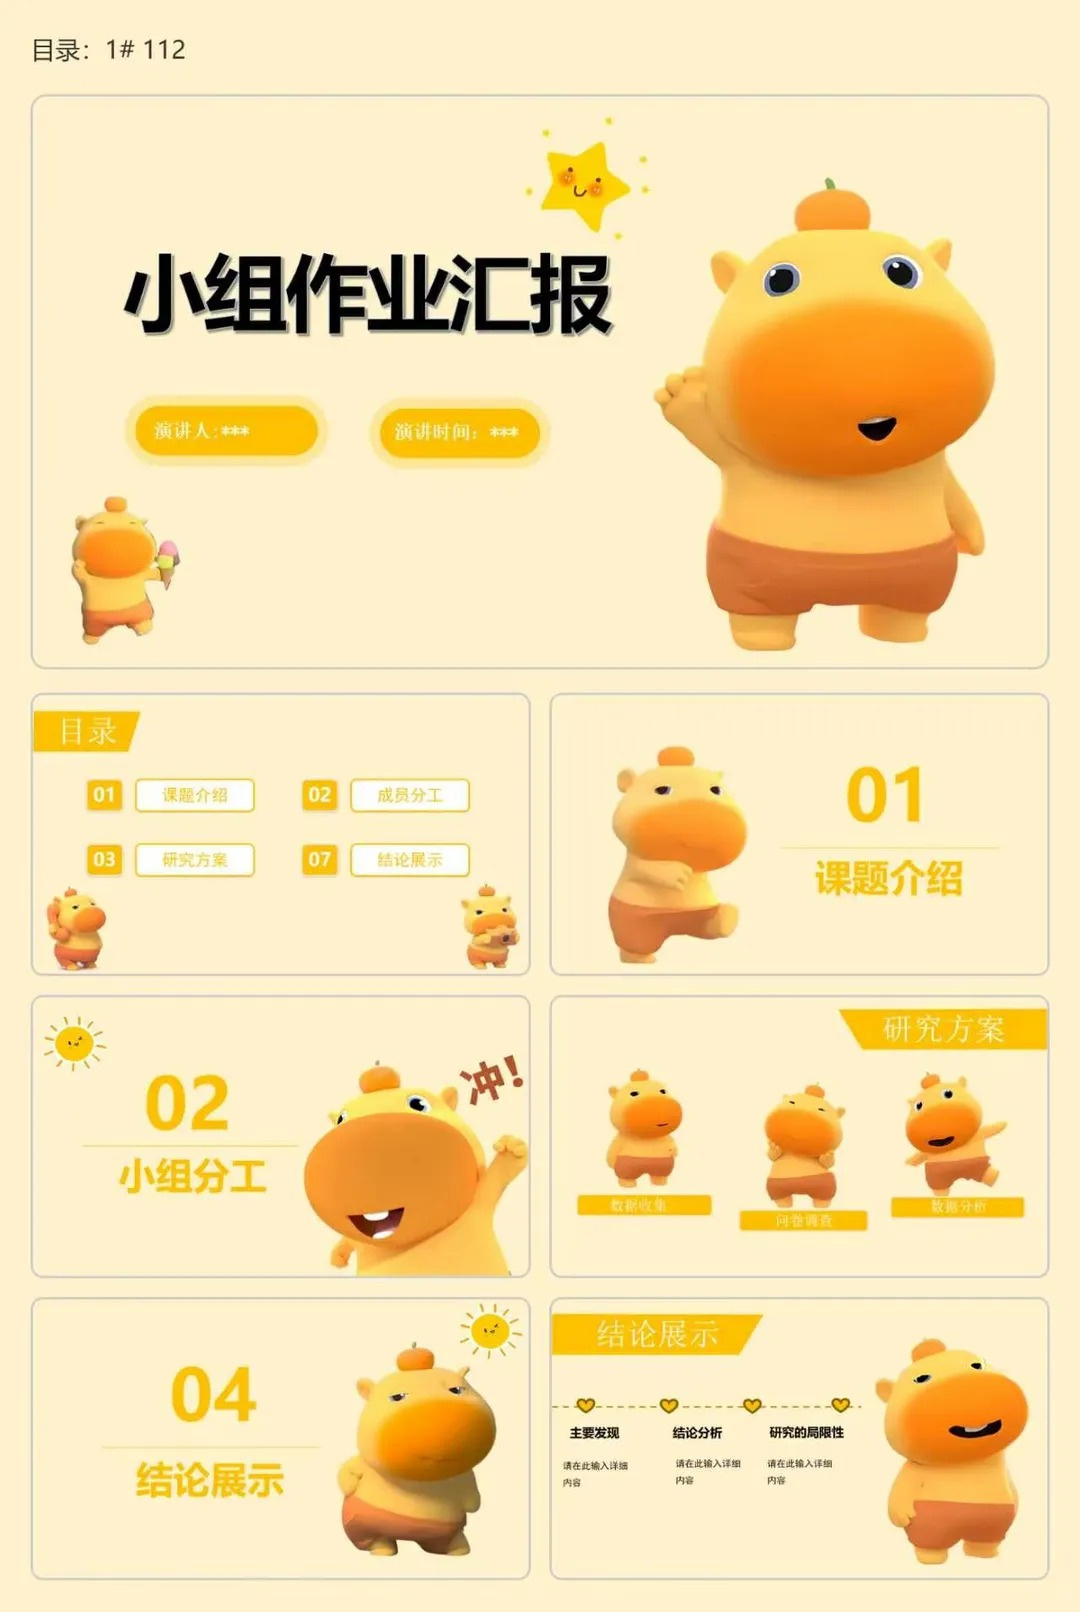 目录：1# 112
小组作业汇报
演讲人:***
演讲时间：***
目录
01 课题介绍
02 成员分工
03 研究方案
07 结论展示
01
课题介绍
02
小组分工
冲!
研究方案
数据收集
问卷调查
数据分析
04
结论展示
结论展示
主要发现
请在此输入详细
内容
结论分析
请在此输入详细
内容
研究的局限性
请在此输入详细
内容